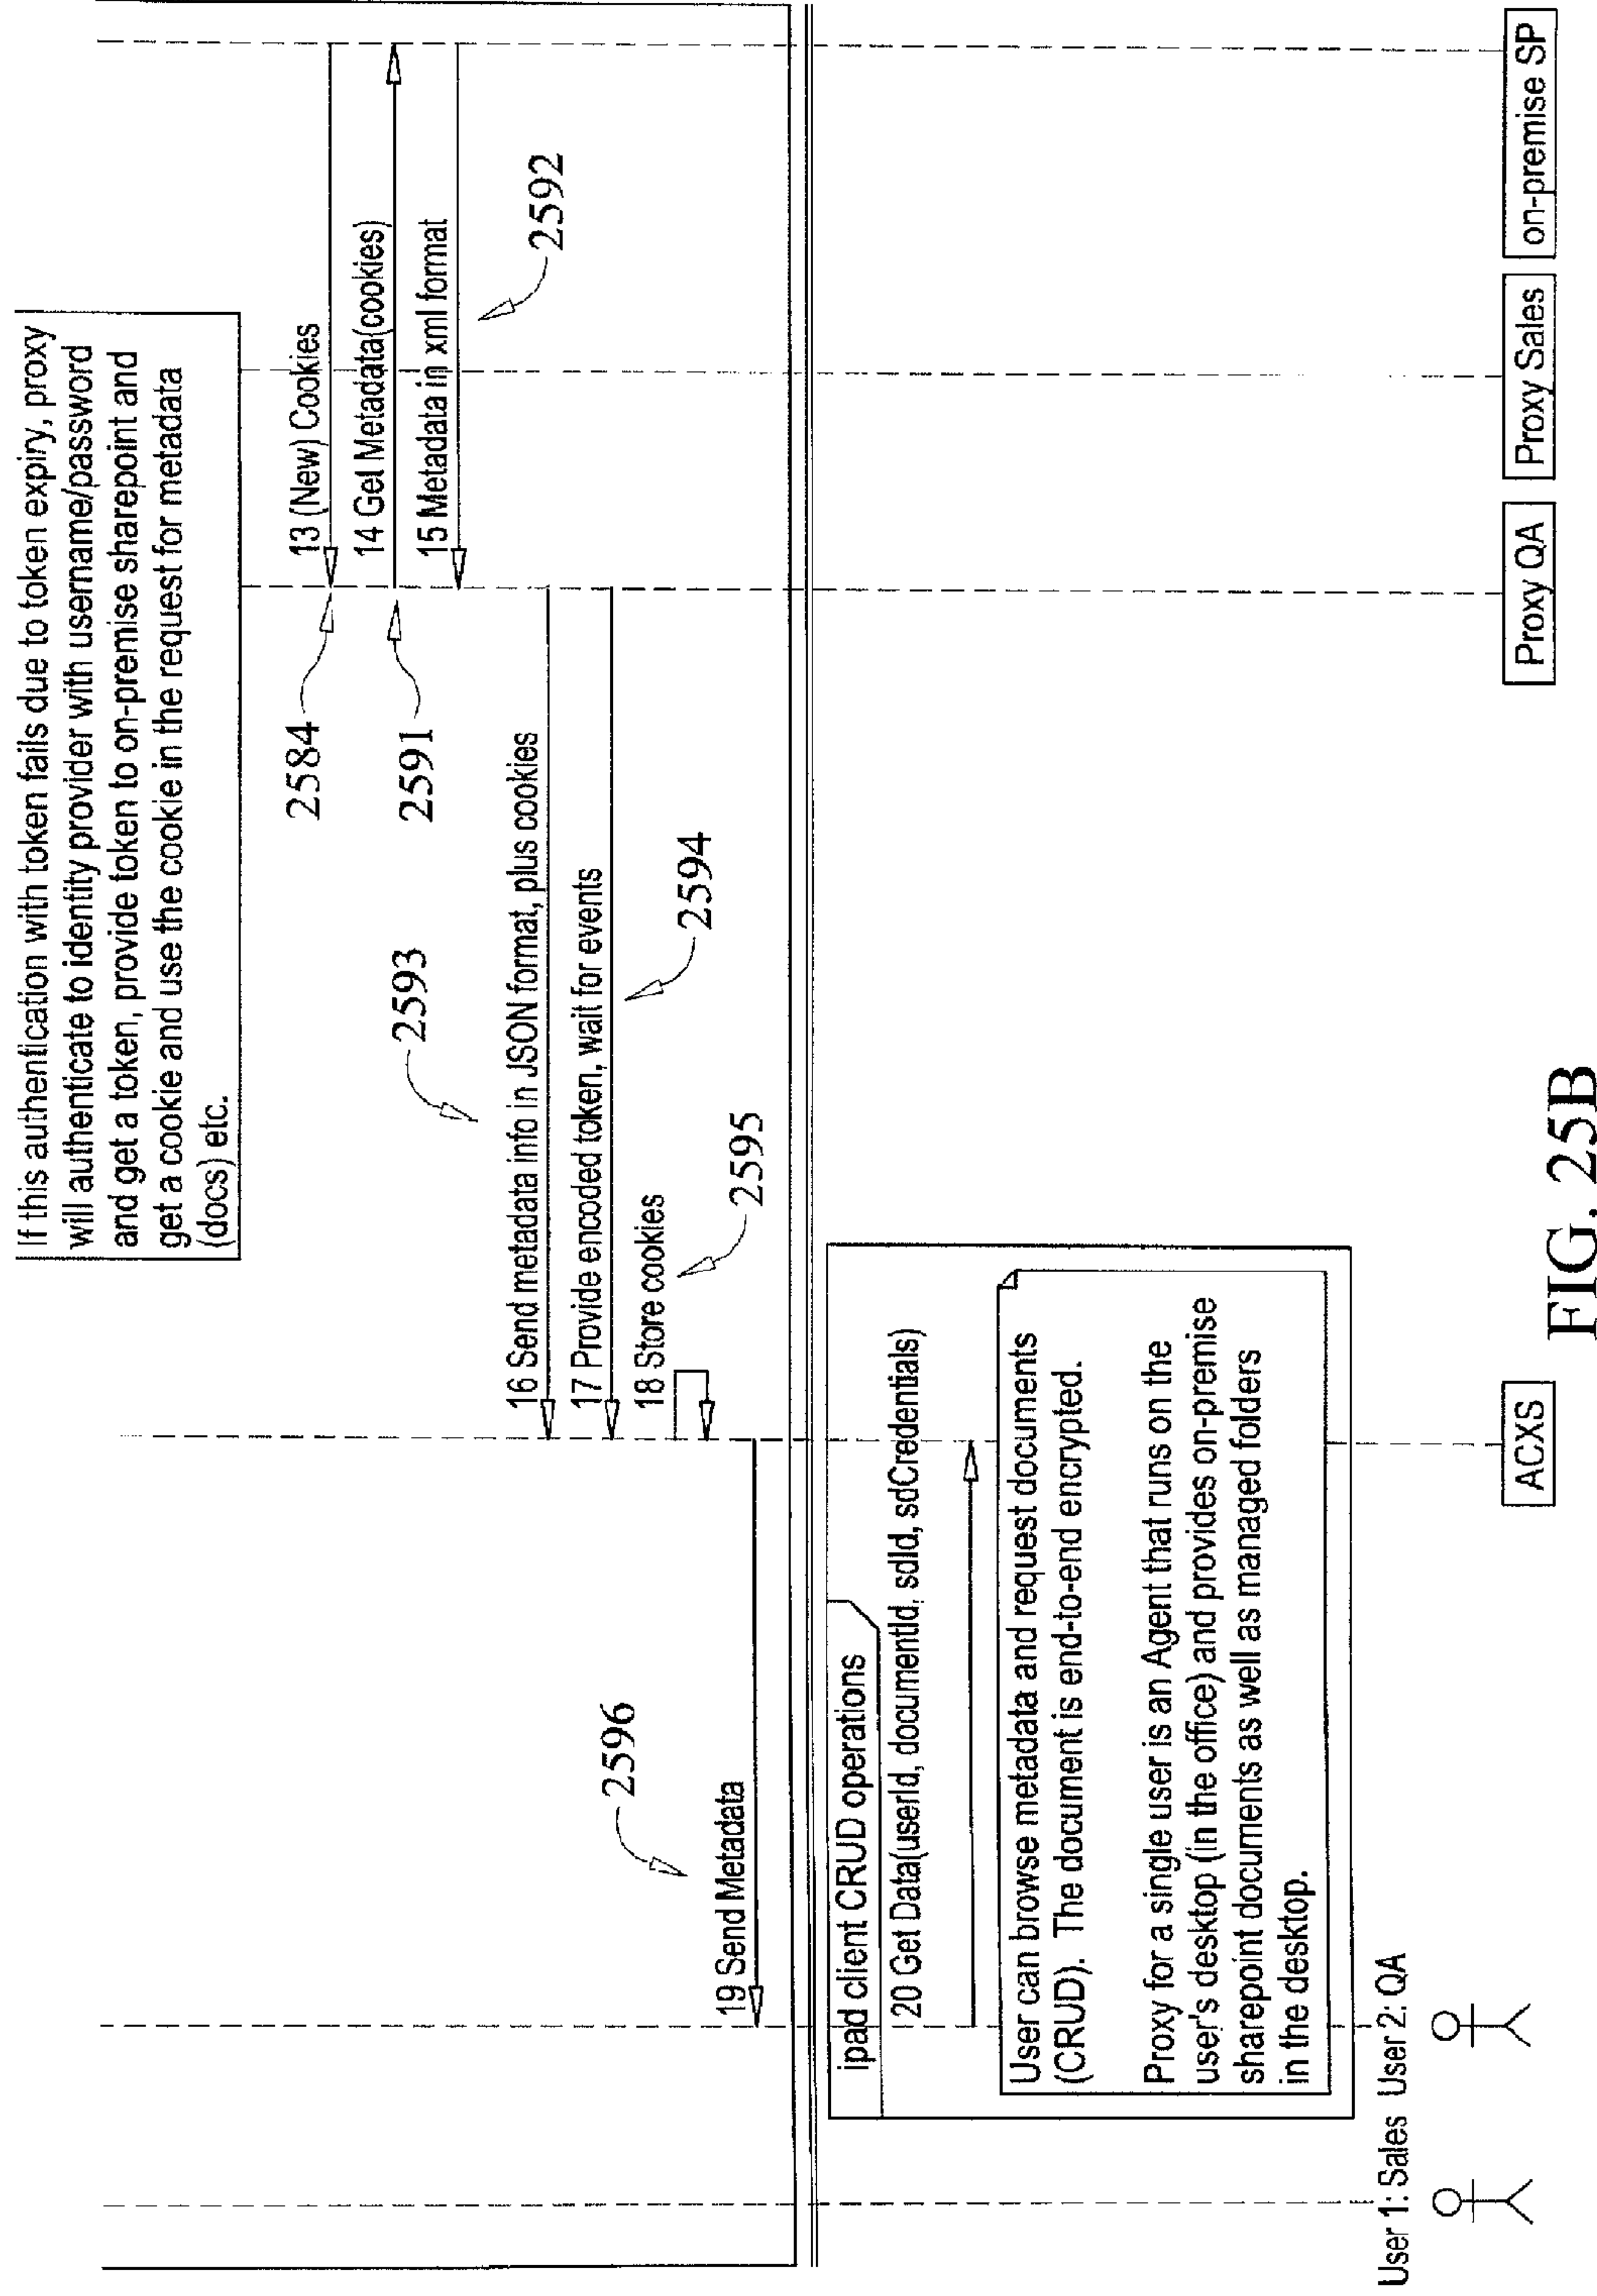 If this authentication with token fails due to token expiry, proxy
will authenticate to identity provider with username/password
and get a token, provide token to on-premise sharepoint and
get a cookie and use the cookie in the request for metadata
(docs) etc.
13 (New) Cookies
2584
14 Get Metadata(cookies)
2591
15 Metadata in xml format
2592
2593
16 Send metadata info in JSON format, plus cookies
17 Provide encoded token, wait for events
2594
18 Store cookies
2595
2596
19 Send Metadata
ipad client CRUD operations
20 Get Data(userId, documentId, sdId, sdCredentials)
User can browse metadata and request documents
(CRUD). The document is end-to-end encrypted.
Proxy for a single user is an Agent that runs on the
user's desktop (in the office) and provides on-premise
sharepoint documents as well as managed folders
in the desktop.
User 1: Sales User 2: QA
ACXS
Proxy QA
Proxy Sales
on-premise SP
FIG. 25B